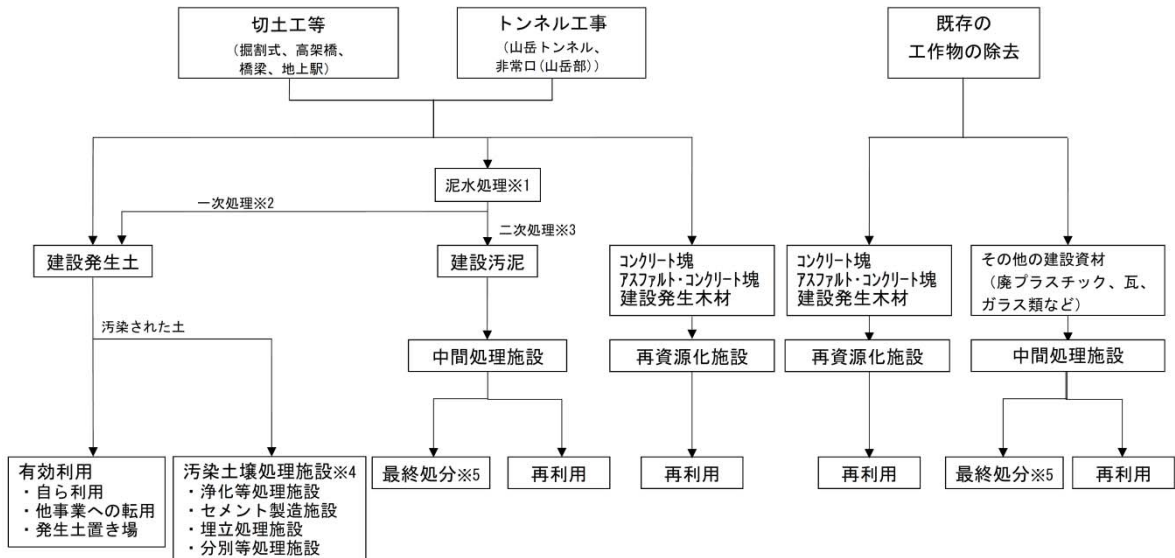 切土工等
（掘割式、高架橋、
橋梁、地上駅）
トンネル工事
（山岳トンネル、
非常口（山岳部））
既存の
工作物の除去
泥水処理※1
一次処理※2
二次処理※3
建設発生土
建設汚泥
コンクリート塊
アスファルト・コンクリート塊
建設発生木材
コンクリート塊
アスファルト・コンクリート塊
建設発生木材
その他の建設資材
（廃プラスチック、瓦、
ガラス類など）
汚染された土
中間処理施設
再資源化施設
再資源化施設
中間処理施設
有効利用
・自ら利用
・他事業への転用
・発生土置き場
汚染土壌処理施設※4
・浄化等処理施設
・セメント製造施設
・埋立処理施設
・分別等処理施設
最終処分※5
再利用
再利用
再利用
最終処分※5
再利用